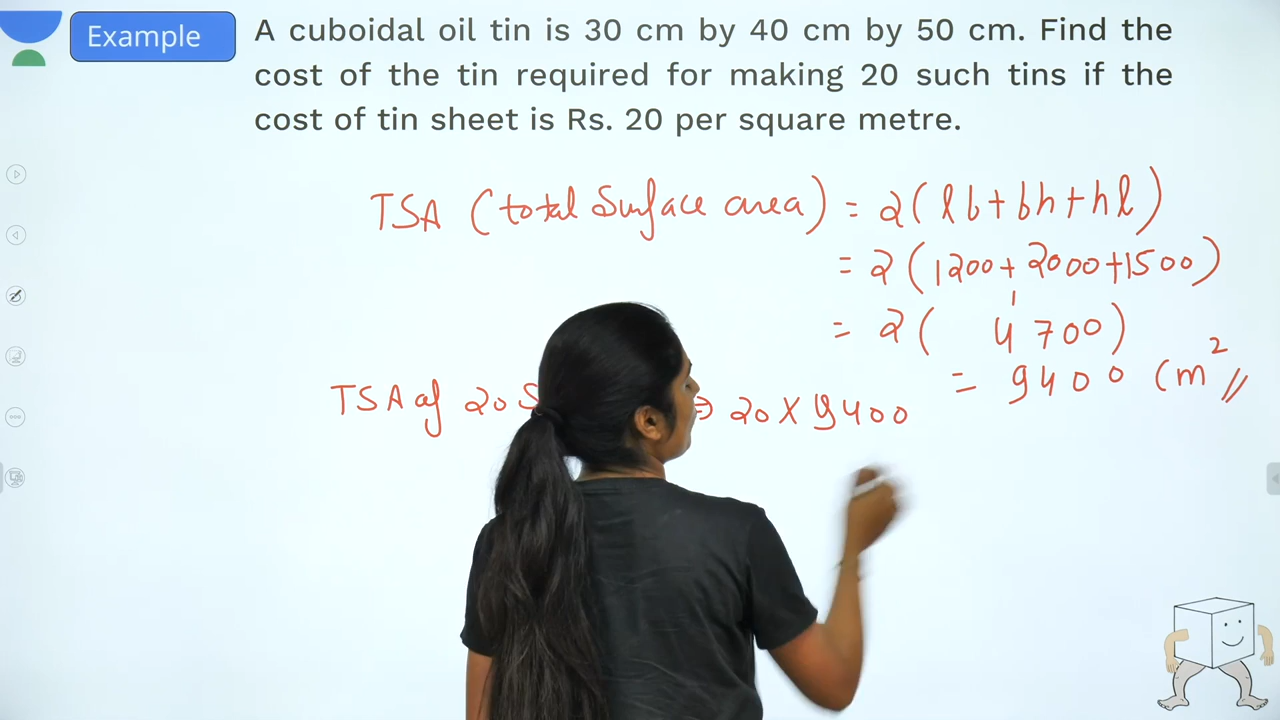 Example
A cuboidal oil tin is 30 cm by 40 cm by 50 cm. Find the
cost of the tin required for making 20 such tins if the
cost of tin sheet is Rs. 20 per square metre.
TSA (total Surface area) = 2(lb+bh+hl)
= 2(1200+2000+1500)
1
= 2( 4700)
= 9400 cm²//
TSA of 20 S
⇒ 20 X 9400